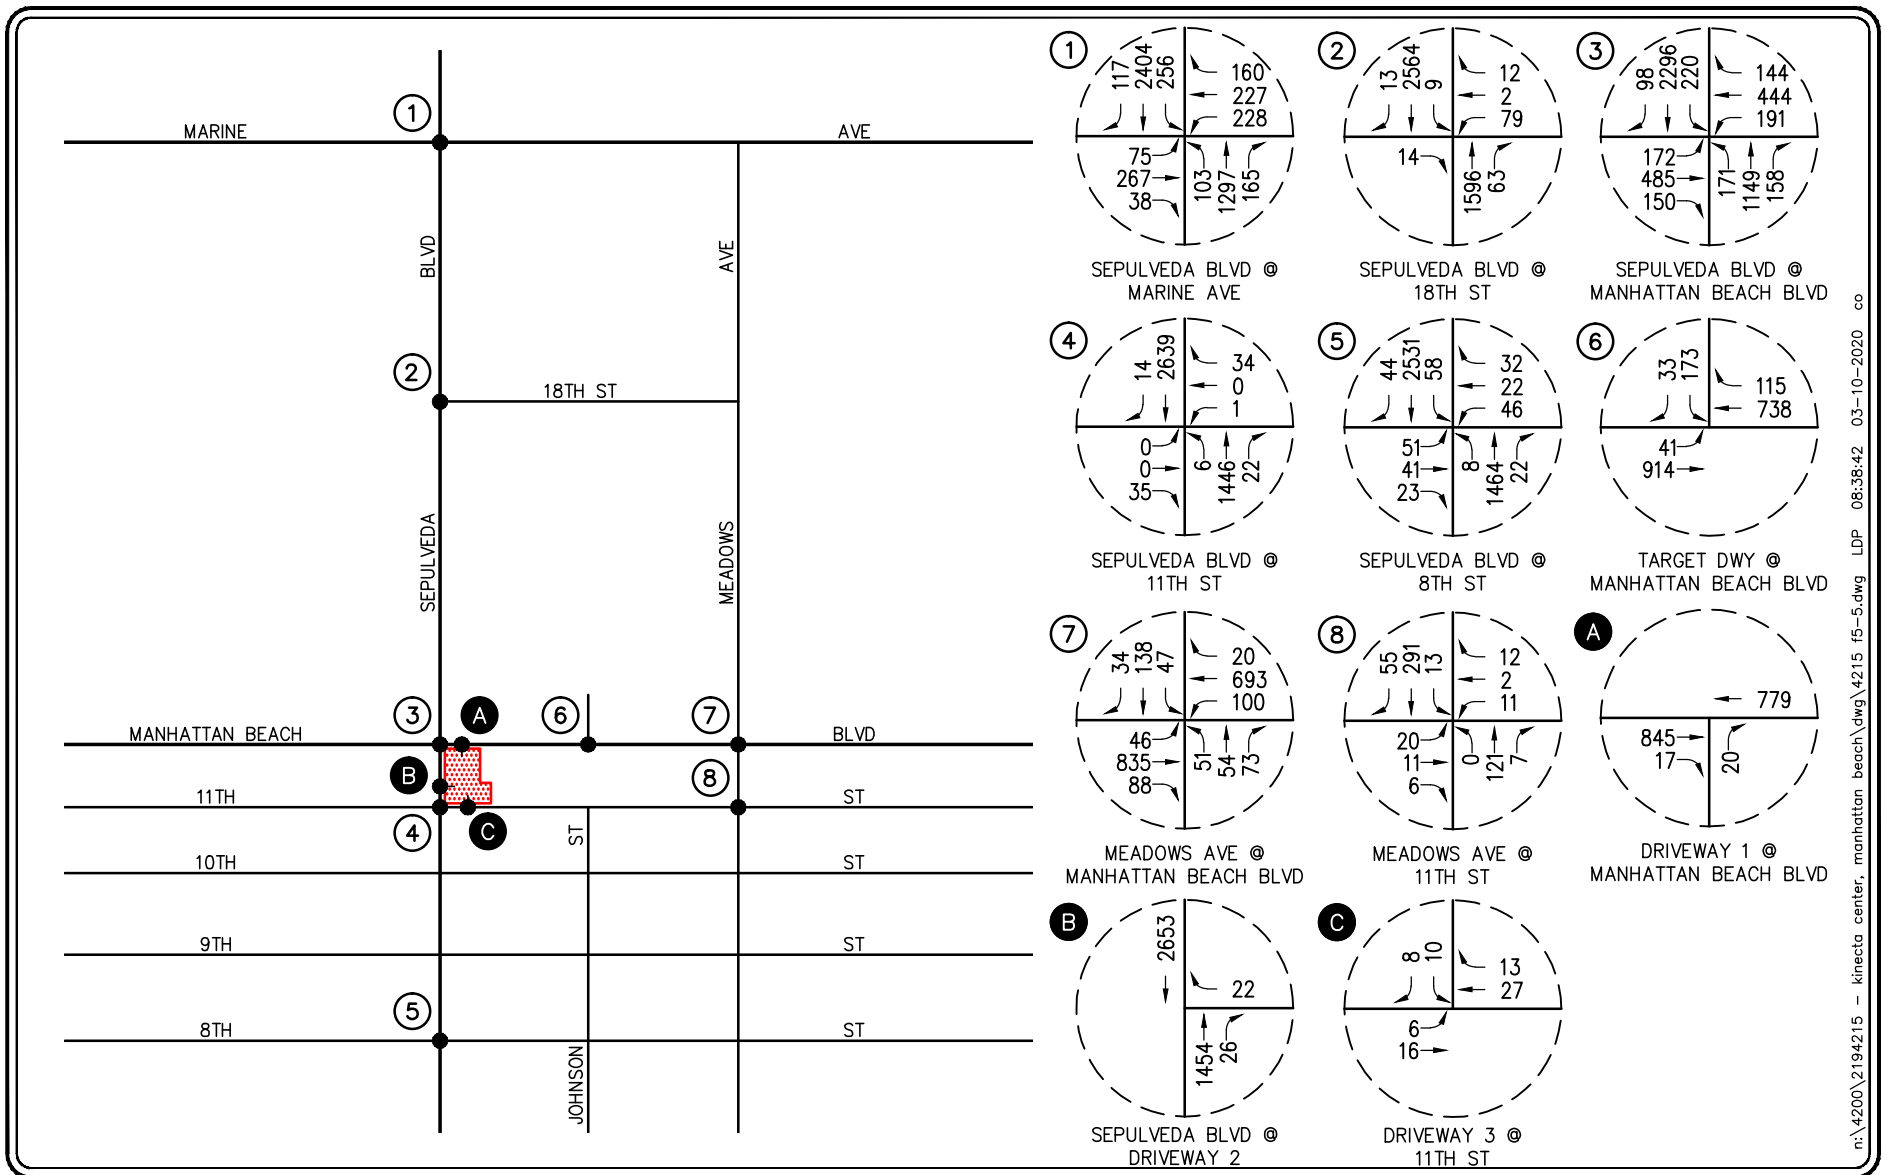 1
MARINE
AVE
BLVD
AVE
2
18TH ST
SEPULVEDA
MEADOWS
3
A
6
7
MANHATTAN BEACH
BLVD
B
8
11TH
ST
4
C
ST
10TH
ST
9TH
ST
5
8TH
ST
JOHNSON
1
117
2404
256
160
227
228
75
267
38
103
1297
165
SEPULVEDA BLVD @
MARINE AVE
2
13
2564
9
12
2
79
14
1596
63
SEPULVEDA BLVD @
18TH ST
3
98
2296
220
144
444
191
172
485
150
171
1149
158
SEPULVEDA BLVD @
MANHATTAN BEACH BLVD
4
14
2639
34
0
1
0
0
35
6
1446
22
SEPULVEDA BLVD @
11TH ST
5
44
2531
58
32
22
46
51
41
23
8
1464
22
SEPULVEDA BLVD @
8TH ST
6
33
173
115
738
41
914
TARGET DWY @
MANHATTAN BEACH BLVD
7
34
138
47
20
693
100
46
835
88
51
54
73
MEADOWS AVE @
MANHATTAN BEACH BLVD
8
55
291
13
12
2
11
20
11
6
0
121
7
MEADOWS AVE @
11TH ST
A
779
845
17
20
DRIVEWAY 1 @
MANHATTAN BEACH BLVD
B
2653
22
1454
26
SEPULVEDA BLVD @
DRIVEWAY 2
C
8
10
13
27
6
16
DRIVEWAY 3 @
11TH ST
n:\4200\2194215 - kinecta center, manhattan beach\dwg\4215 f5-5.dwg LDP 08:38:42 03-10-2020 co